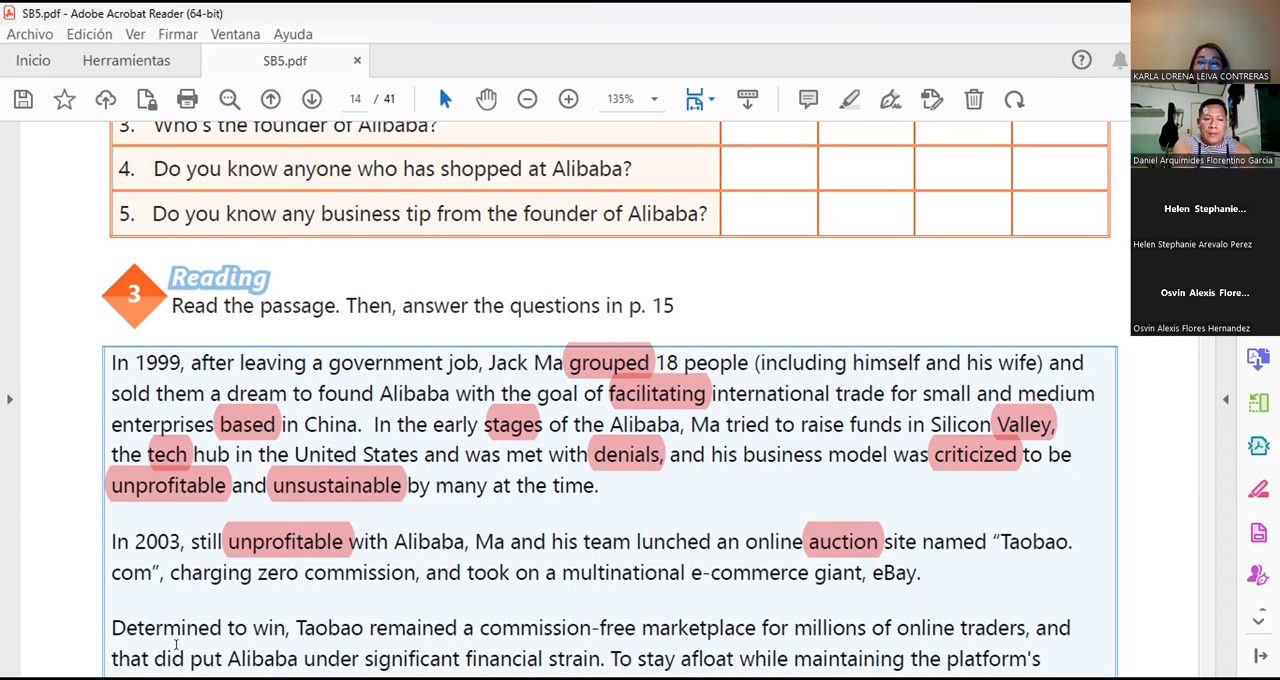 SB5.pdf - Adobe Acrobat Reader (64-bit)
Archivo Edición Ver Firmar Ventana Ayuda
Inicio Herramientas SB5.pdf ×
14 / 41 135%
3. Who's the founder of Alibaba?
4. Do you know anyone who has shopped at Alibaba?
5. Do you know any business tip from the founder of Alibaba?
3 Reading
Read the passage. Then, answer the questions in p. 15
In 1999, after leaving a government job, Jack Ma grouped 18 people (including himself and his wife) and
sold them a dream to found Alibaba with the goal of facilitating international trade for small and medium
enterprises based in China. In the early stages of the Alibaba, Ma tried to raise funds in Silicon Valley,
the tech hub in the United States and was met with denials, and his business model was criticized to be
unprofitable and unsustainable by many at the time.
In 2003, still unprofitable with Alibaba, Ma and his team lunched an online auction site named “Taobao.
com”, charging zero commission, and took on a multinational e-commerce giant, eBay.
Determined to win, Taobao remained a commission-free marketplace for millions of online traders, and
that did put Alibaba under significant financial strain. To stay afloat while maintaining the platform's
KARLA LORENA LEIVA CONTRERAS
Daniel Arquimides Florentino Garcia
Helen Stephanie...
Helen Stephanie Arevalo Perez
Osvin Alexis Flore...
Osvin Alexis Flores Hernandez